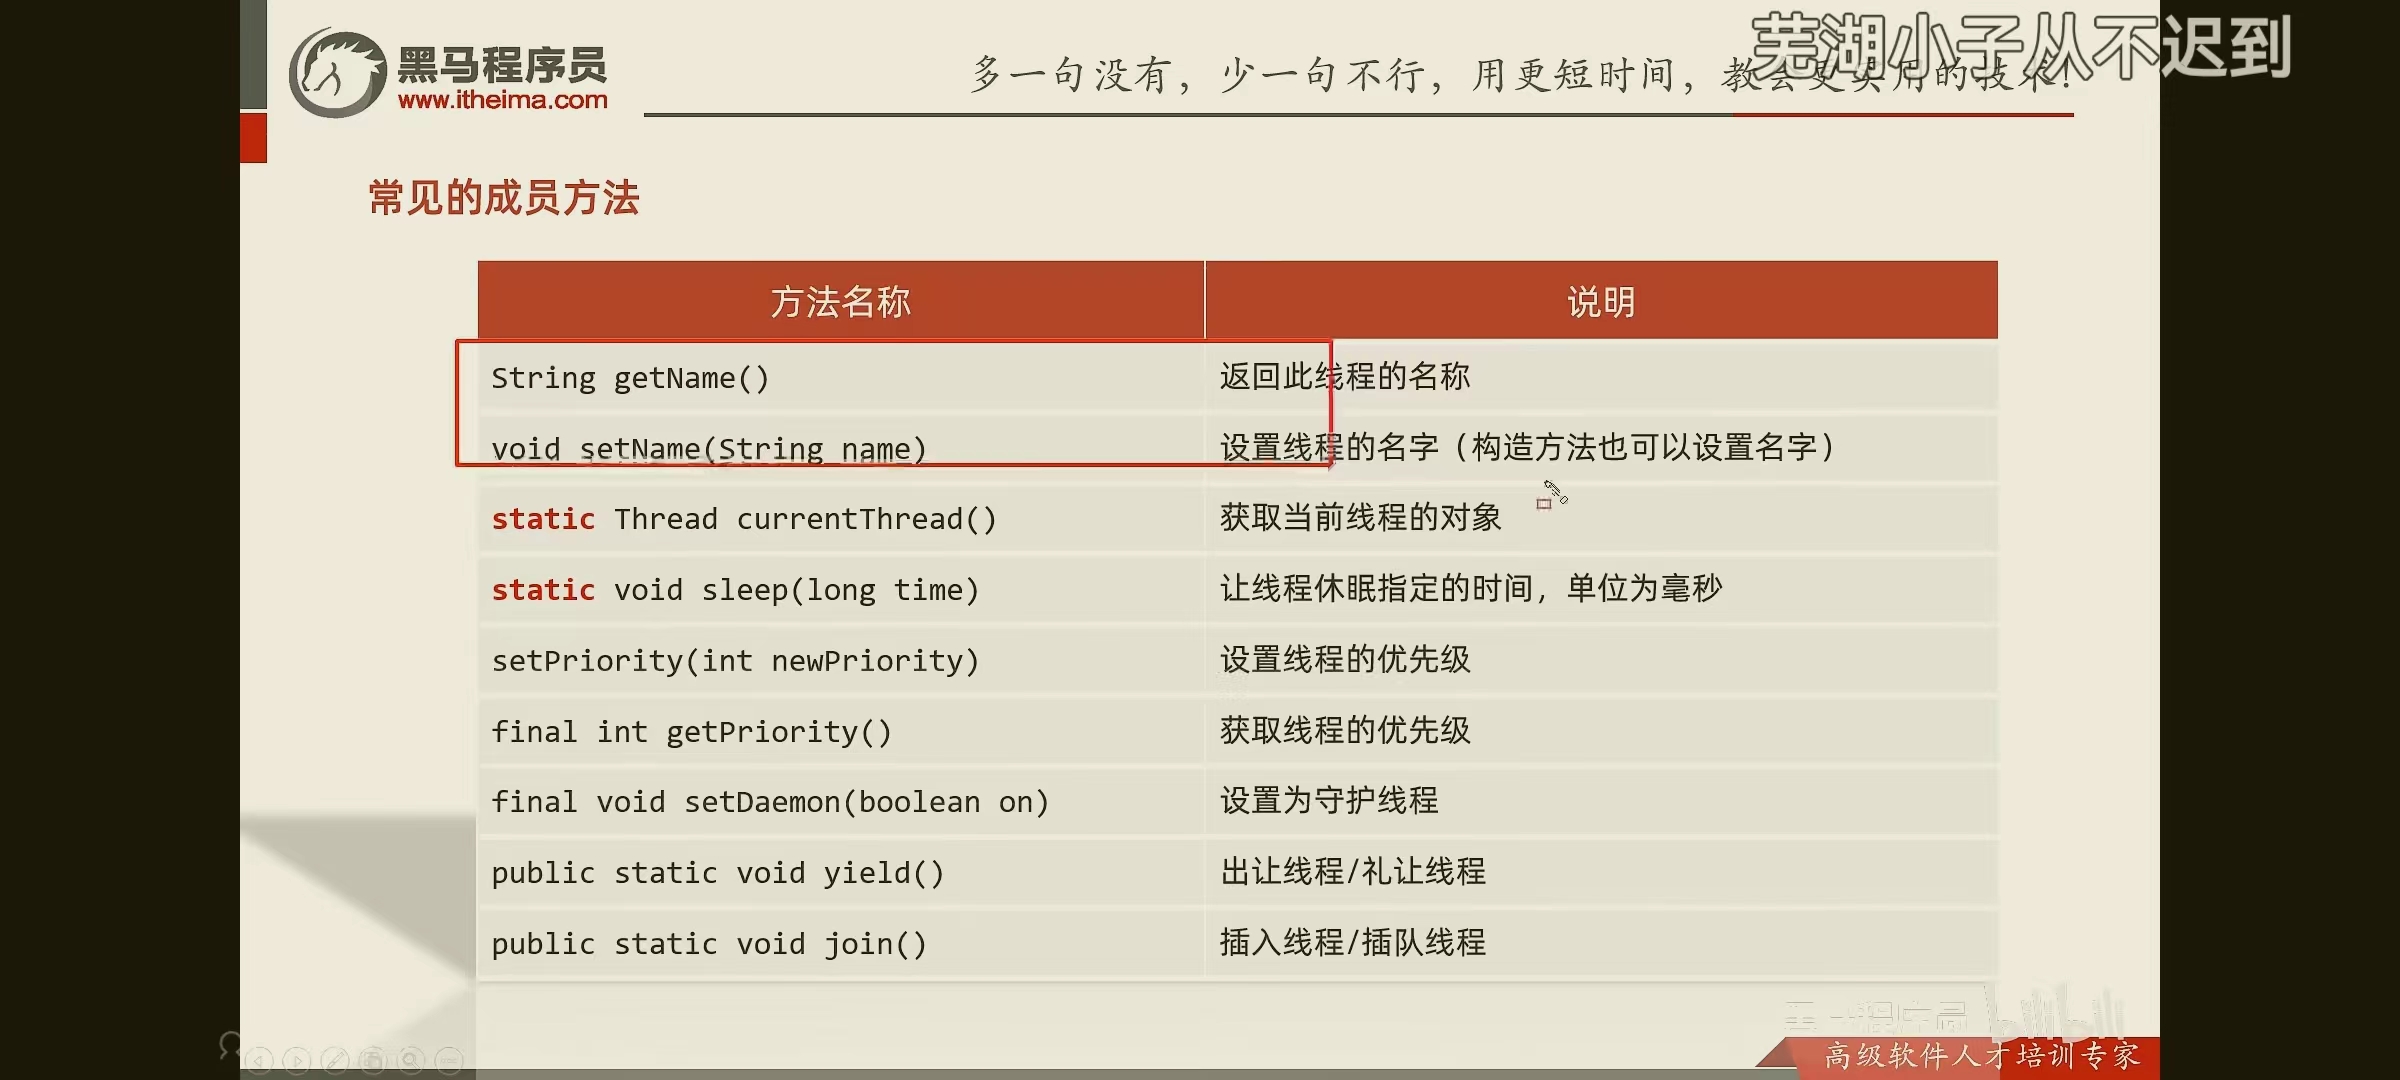 黑马程序员
www.itheima.com
多一句没有，少一句不行，用更短时间，教会更实用的技术！
芜湖小子从不迟到
常见的成员方法
方法名称 说明
String getName() 返回此线程的名称
void setName(String name) 设置线程的名字（构造方法也可以设置名字）
static Thread currentThread() 获取当前线程的对象
static void sleep(long time) 让线程休眠指定的时间，单位为毫秒
setPriority(int newPriority) 设置线程的优先级
final int getPriority() 获取线程的优先级
final void setDaemon(boolean on) 设置为守护线程
public static void yield() 出让线程/礼让线程
public static void join() 插入线程/插队线程
黑马程序员 bilibili
高级软件人才培训专家